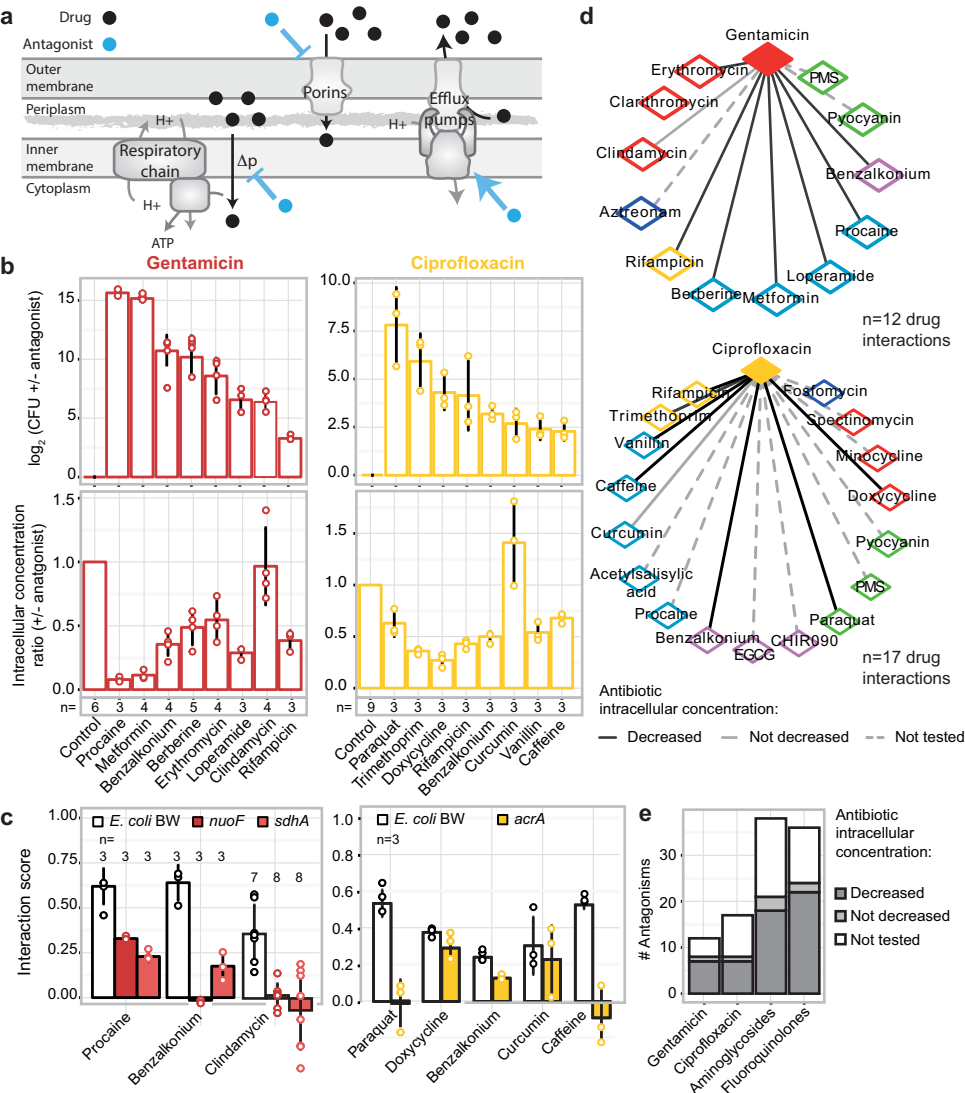 a
Drug
Antagonist
Outer
membrane
Periplasm
Inner
membrane
Cytoplasm
Porins
Efflux
pumps
H+
H+
Respiratory
chain
Δp
H+
ATP
b
Gentamicin
Ciprofloxacin
log2 (CFU +/- antagonist)
15
10
5
0
10.0
7.5
5.0
2.5
0.0
Intracellular concentration
ratio (+/- anatgonist)
1.5
1.0
0.5
0.0
1.5
1.0
0.5
0.0
n= 6 3 4 4 5 4 3 4 3
n= 9 3 3 3 3 3 3 3 3
Control
Procaine
Metformin
Benzalkonium
Berberine
Erythromycin
Loperamide
Clindamycin
Rifampicin
Control
Paraquat
Trimethoprim
Doxycycline
Rifampicin
Benzalkonium
Curcumin
Vanillin
Caffeine
c
Interaction score
1.00
0.75
0.50
0.25
0.00
E. coli BW nuoF sdhA
n=
3 3 3 3 3 3 7 8 8
Procaine
Benzalkonium
Clindamycin
E. coli BW acrA
n=3
0.8
0.6
0.4
0.2
0.0
Paraquat
Doxycycline
Benzalkonium
Curcumin
Caffeine
d
Gentamicin
Erythromycin
PMS
Clarithromycin
Pyocyanin
Clindamycin
Benzalkonium
Aztreonam
Procaine
Rifampicin
Loperamide
Berberine
Metformin
n=12 drug
interactions
Ciprofloxacin
Rifampicin
Fosfomycin
Trimethoprim
Spectinomycin
Vanillin
Minocycline
Caffeine
Doxycycline
Curcumin
Pyocyanin
Acetylsalisylic
acid
PMS
Procaine
Paraquat
Benzalkonium
EGCG
CHIR090
n=17 drug
interactions
Antibiotic
intracellular concentration:
Decreased Not decreased Not tested
e
# Antagonisms
30
20
10
0
Gentamicin
Ciprofloxacin
Aminoglycosides
Fluoroquinolones
Antibiotic
intracellular
concentration:
Decreased
Not decreased
Not tested